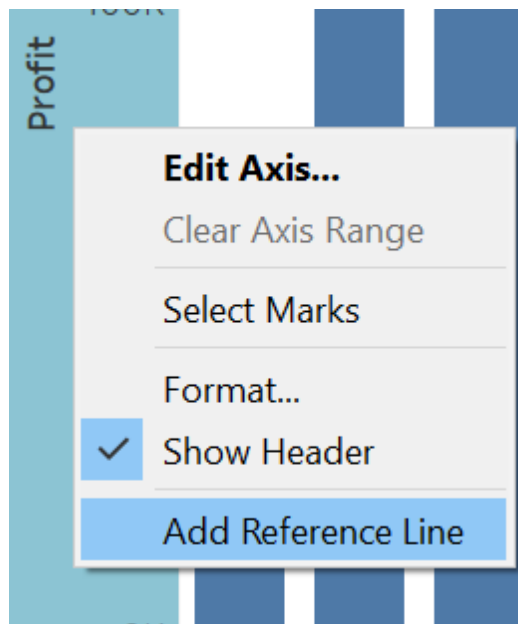 Profit
Edit Axis...
Clear Axis Range
Select Marks
Format...
Show Header
Add Reference Line